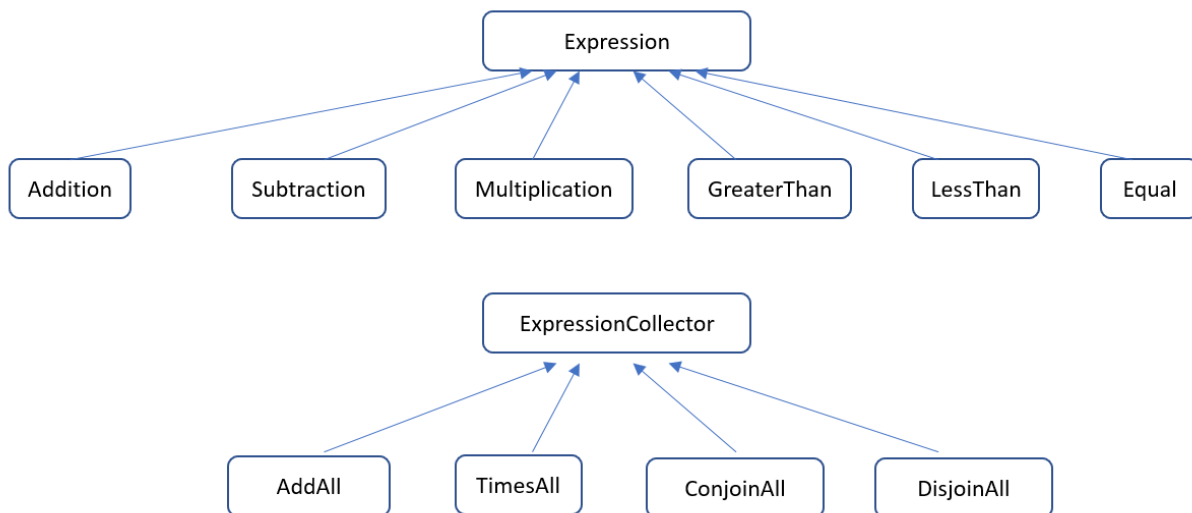 Expression
Addition
Subtraction
Multiplication
GreaterThan
LessThan
Equal
ExpressionCollector
AddAll
TimesAll
ConjoinAll
DisjoinAll